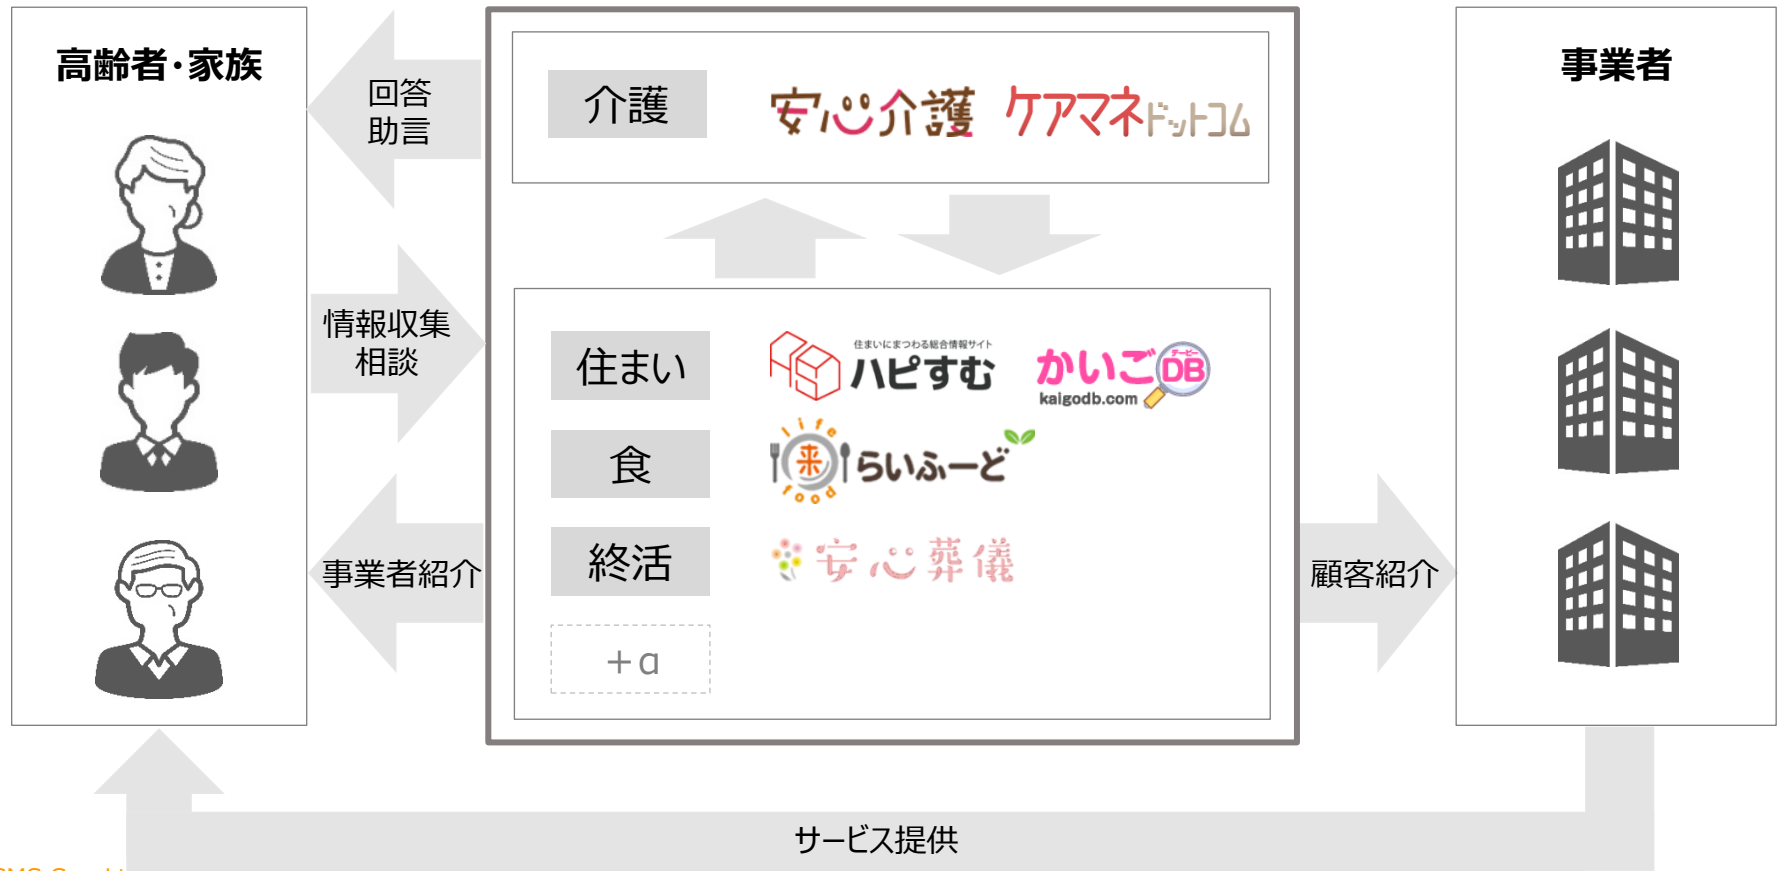 高齢者・家族
回答
助言
情報収集
相談
事業者紹介
介護
安心介護
ケアマネドットコム
住まい
住まいにまつわる総合情報サイト
ハピすむ
かいごDB
デービー
kaigodb.com
食
life
来
food
らいふーど
終活
安心葬儀
+α
顧客紹介
事業者
サービス提供